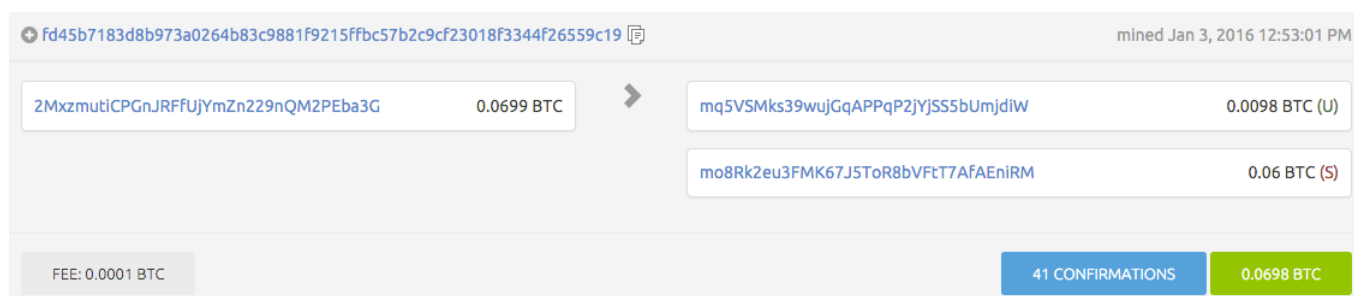 fd45b7183d8b973a0264b83c9881f9215ffbc57b2c9cf23018f3344f26559c19 mined Jan 3, 2016 12:53:01 PM
2MxzmutiCPGnJRFfUjYmZn229nQM2PEba3G 0.0699 BTC mq5VSMks39wujGqAPPqP2jYjSS5bUmjdiW 0.0098 BTC (U)
mo8Rk2eu3FMK67J5ToR8bVFtT7AfAEniRM 0.06 BTC (S)
FEE: 0.0001 BTC 41 CONFIRMATIONS 0.0698 BTC